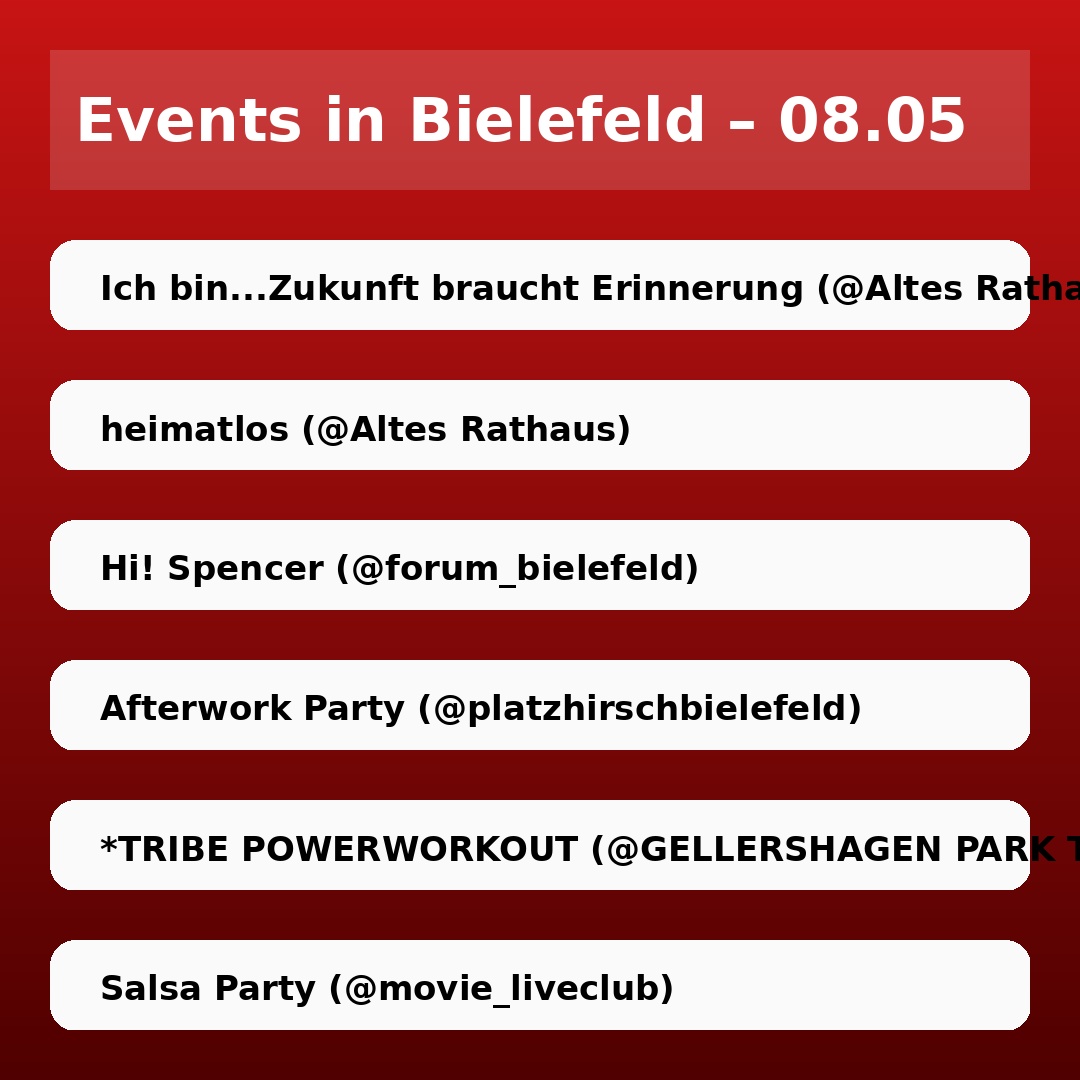 Events in Bielefeld – 08.05
Ich bin...Zukunft braucht Erinnerung (@Altes
heimatlos (@Altes Rathaus)
Hi! Spencer (@forum_bielefeld)
Afterwork Party (@platzhirschbielefeld)
*TRIBE POWERWORKOUT (@GELLERSHAGEN PARK
Salsa Party (@movie_liveclub)